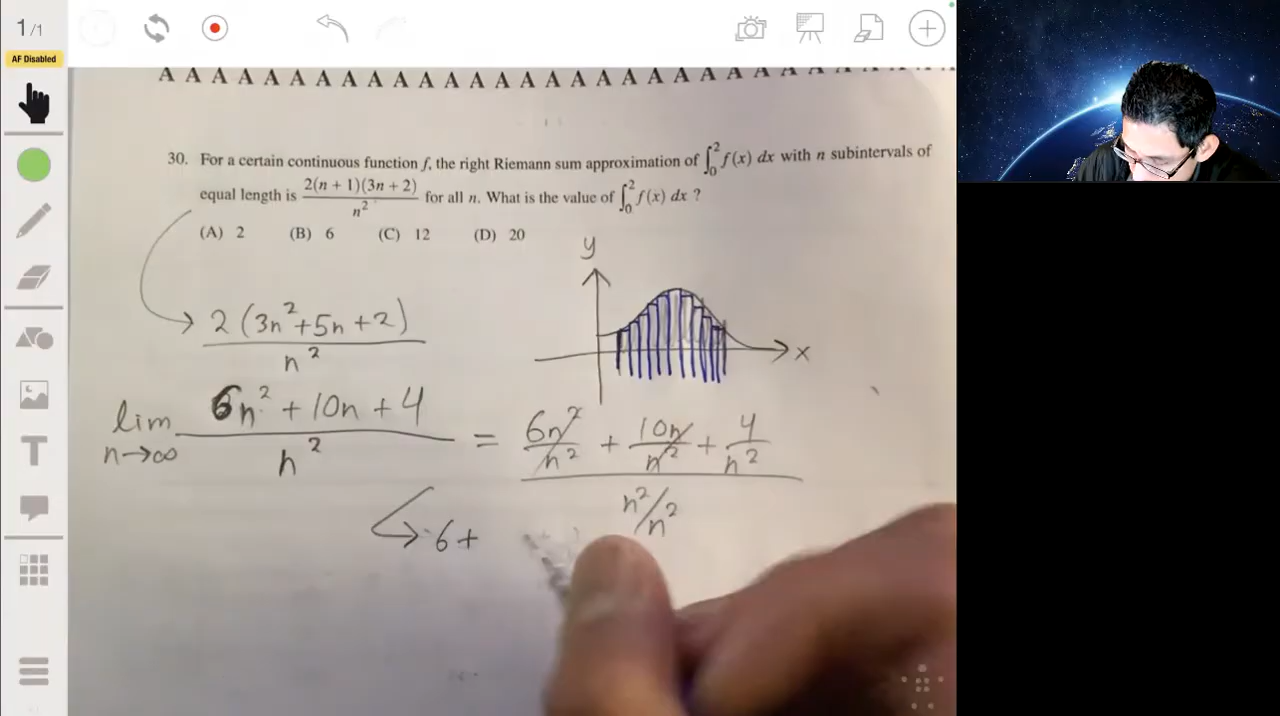 1/1
AF Disabled
A A A A A A A A A A A A A A A A A A A A A A A A A A A
30. For a certain continuous function f, the right Riemann sum approximation of ∫₀² f(x) dx with n subintervals of
equal length is 2(n + 1)(3n + 2)/n² for all n. What is the value of ∫₀² f(x) dx ?
(A) 2 (B) 6 (C) 12 (D) 20
y
x
2(3n²+5n+2)/n²
lim n→∞ (6n²+10n+4)/n² = (6n²/n² + 10n/n² + 4/n²)/(n²/n²)
6+
T